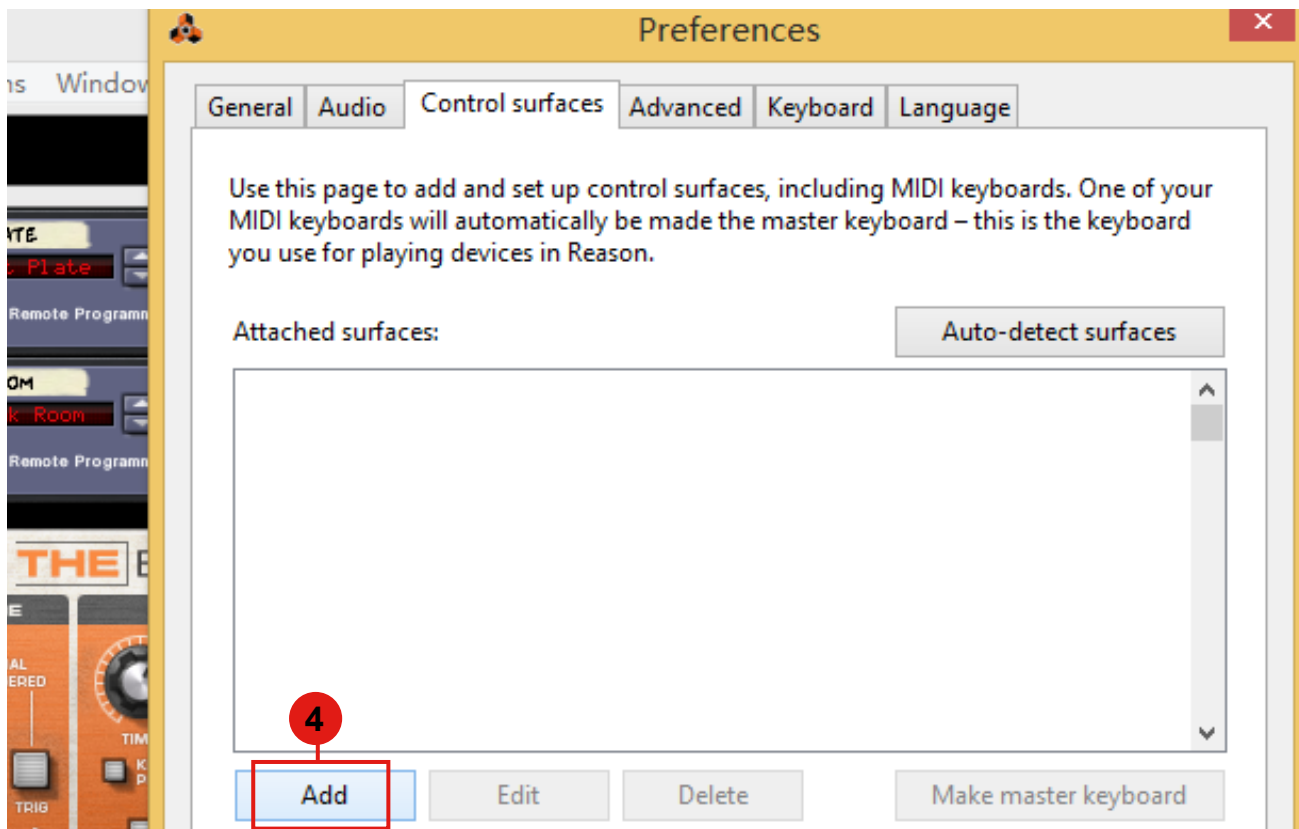 Preferences
General Audio Control surfaces Advanced Keyboard Language
Use this page to add and set up control surfaces, including MIDI keyboards. One of your
MIDI keyboards will automatically be made the master keyboard – this is the keyboard
you use for playing devices in Reason.
Attached surfaces:
Auto-detect surfaces
4
Add Edit Delete Make master keyboard
Plate
Remote
Room
Remote
THE
TRIG